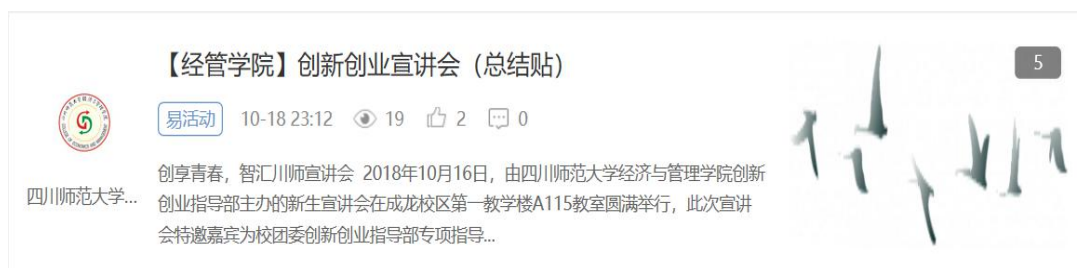 【经管学院】创新创业宣讲会（总结贴）
5
易活动 10-18 23:12 19 2 0
创享青春，智汇川师宣讲会 2018年10月16日，由四川师范大学经济与管理学院创新
创业指导部主办的新生宣讲会在成龙校区第一教学楼A115教室圆满举行，此次宣讲
会特邀嘉宾为校团委创新创业指导部专项指导...
四川师范大学...